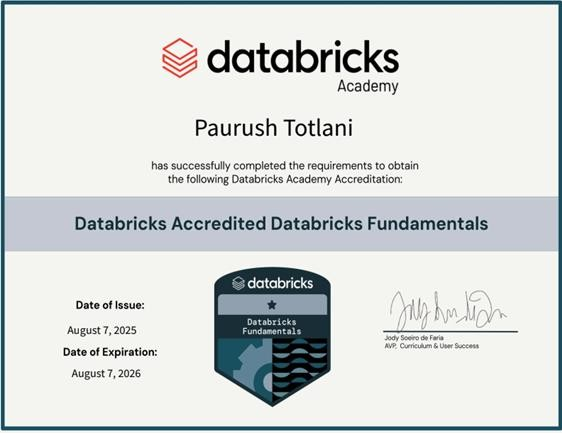 databricks
Academy
Paurush Totlani
has successfully completed the requirements to obtain
the following Databricks Academy Accreditation:
Databricks Accredited Databricks Fundamentals
Date of Issue:
August 7, 2025
Date of Expiration:
August 7, 2026
databricks
Databricks
Fundamentals
Jody Soeiro de Faria
AVP, Curriculum & User Success